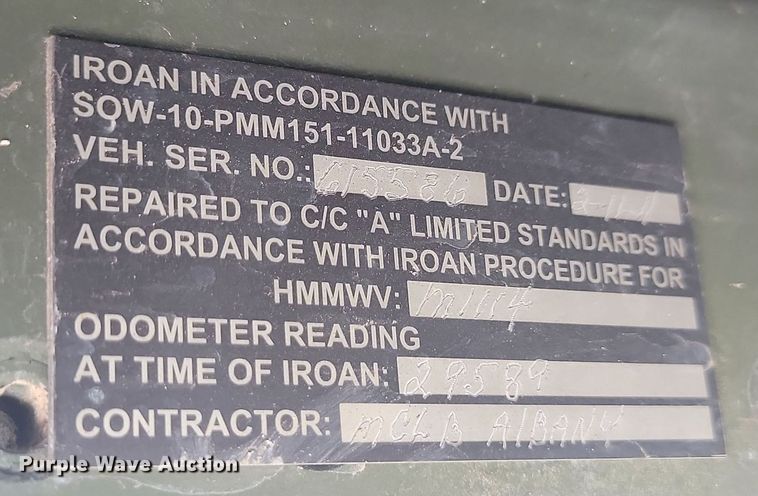 IROAN IN ACCORDANCE WITH
SOW-10-PMM151-11033A-2
VEH. SER. NO.: 615586 DATE:
REPAIRED TO C/C "A" LIMITED STANDARDS IN
ACCORDANCE WITH IROAN PROCEDURE FOR
HMMWV:
ODOMETER READING
AT TIME OF IROAN: 29589
CONTRACTOR: MCLB AlBANY
Purple Wave Auction